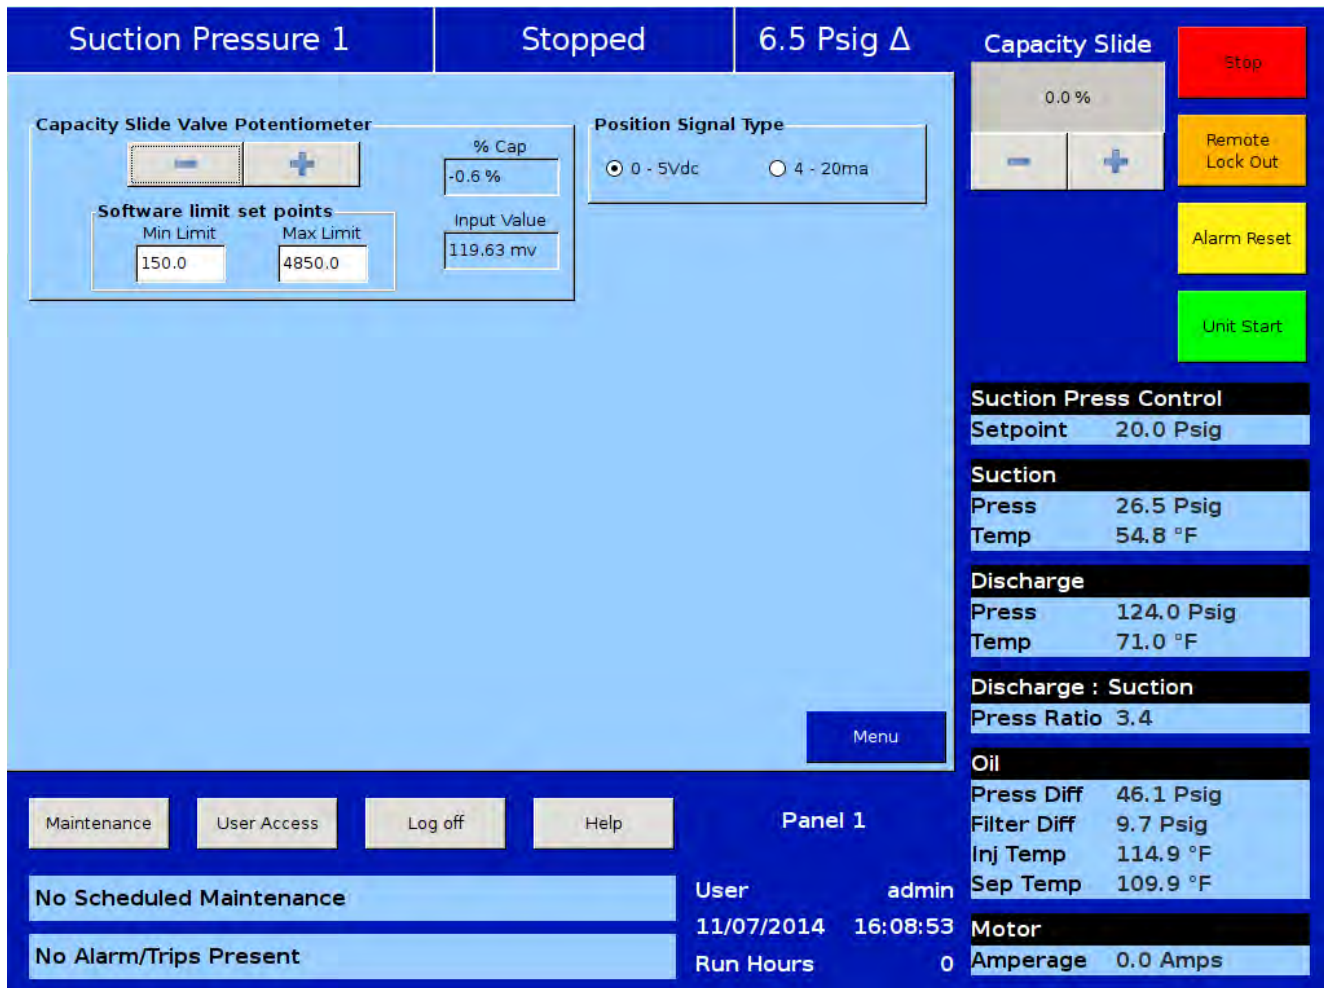 Suction Pressure 1 Stopped 6.5 Psig Δ
Capacity Slide Valve Potentiometer
% Cap
-0.6 %
Software limit set points
Min Limit Max Limit
150.0 4850.0
Input Value
119.63 mv
Position Signal Type
0 - 5Vdc 4 - 20ma
Menu
Capacity Slide
0.0 %
Stop
Remote
Lock Out
Alarm Reset
Unit Start
Suction Press Control
Setpoint 20.0 Psig
Suction
Press 26.5 Psig
Temp 54.8 °F
Discharge
Press 124.0 Psig
Temp 71.0 °F
Discharge : Suction
Press Ratio 3.4
Oil
Press Diff 46.1 Psig
Filter Diff 9.7 Psig
Inj Temp 114.9 °F
Sep Temp 109.9 °F
Motor
Amperage 0.0 Amps
Maintenance User Access Log off Help
Panel 1
No Scheduled Maintenance
No Alarm/Trips Present
User admin
11/07/2014 16:08:53
Run Hours 0